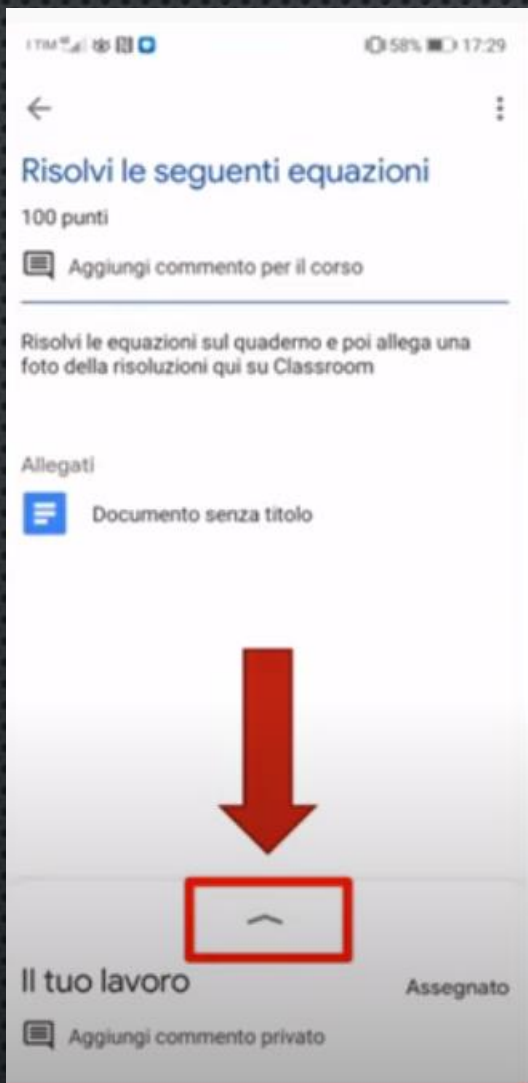 TIM 58% 17:29
Risolvi le seguenti equazioni
100 punti
Aggiungi commento per il corso
Risolvi le equazioni sul quaderno e poi allega una
foto della risoluzioni qui su Classroom
Allegati
Documento senza titolo
Il tuo lavoro Assegnato
Aggiungi commento privato